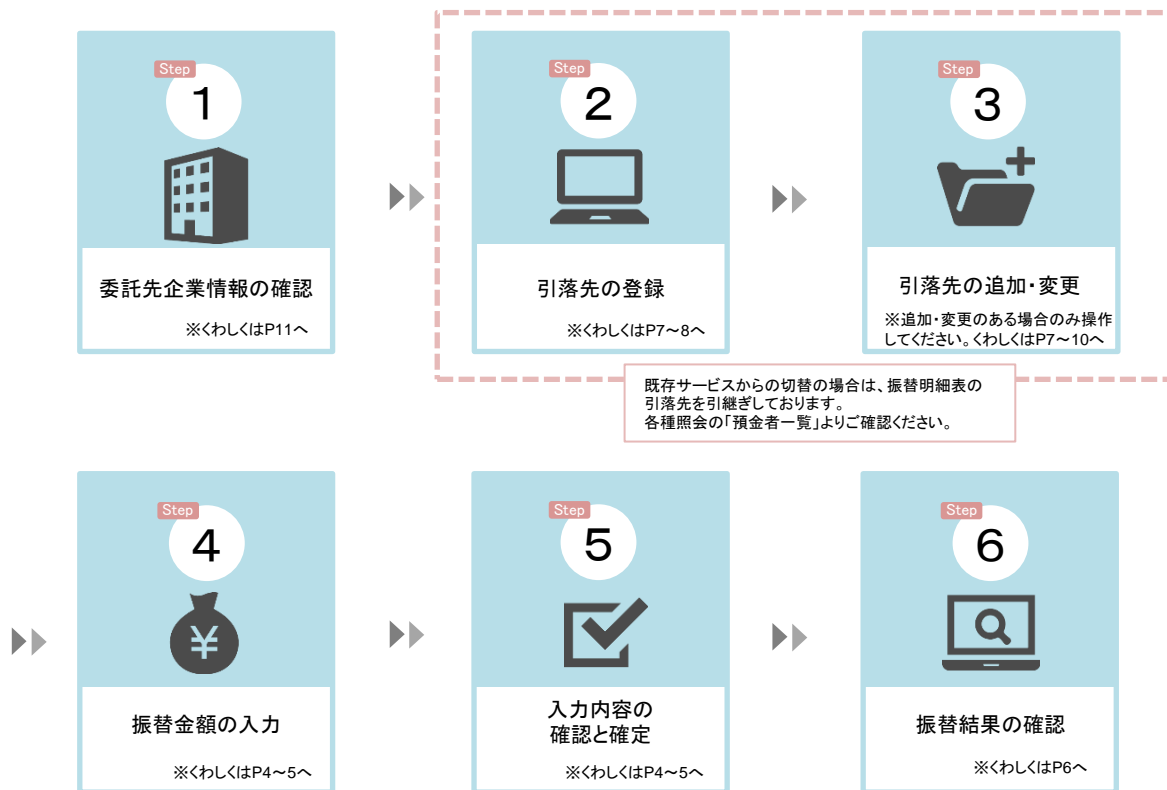 Step
1
委託先企業情報の確認
※くわしくはP11へ
Step
2
引落先の登録
※くわしくはP7~8へ
Step
3
引落先の追加・変更
※追加・変更のある場合のみ操作
してください。くわしくはP7~10へ
既存サービスからの切替の場合は、振替明細表の
引落先を引継ぎしております。
各種照会の「預金者一覧」よりご確認ください。
Step
4
¥
振替金額の入力
※くわしくはP4~5へ
Step
5
入力内容の
確認と確定
※くわしくはP4~5へ
Step
6
振替結果の確認
※くわしくはP6へ